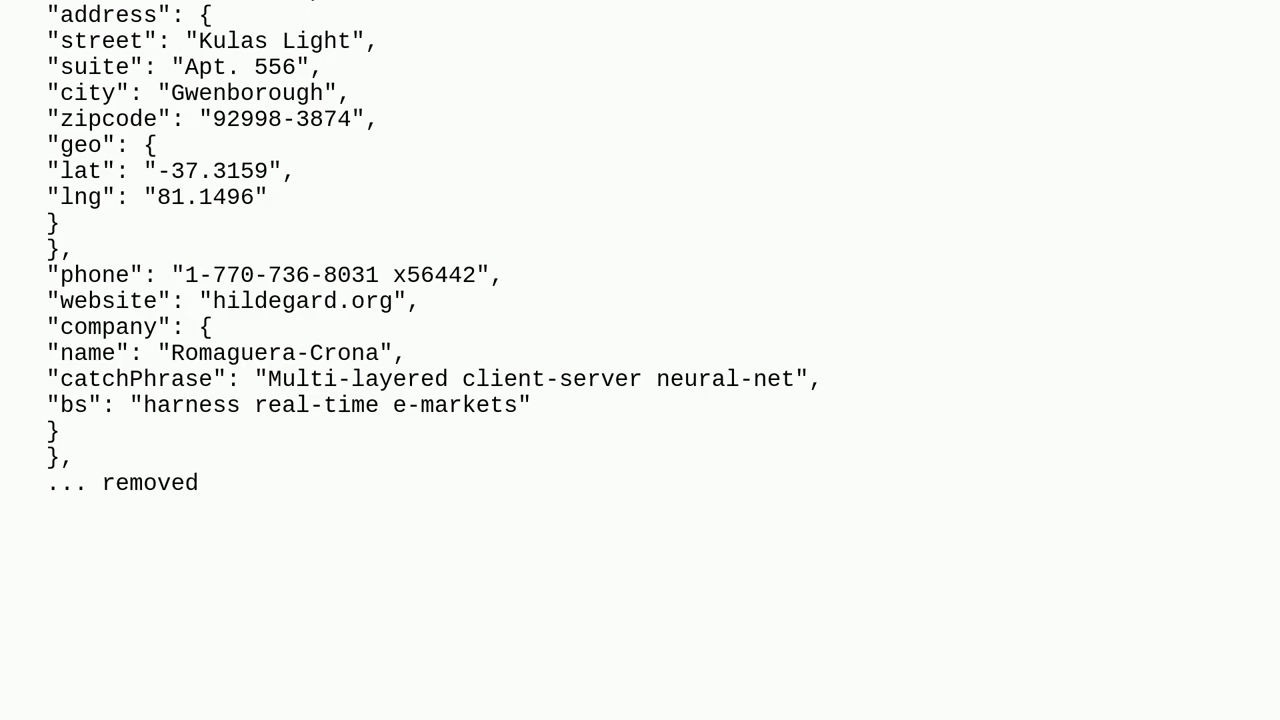 "address": {
"street": "Kulas Light",
"suite": "Apt. 556",
"city": "Gwenborough",
"zipcode": "92998-3874",
"geo": {
"lat": "-37.3159",
"lng": "81.1496"
}
},
"phone": "1-770-736-8031 x56442",
"website": "hildegard.org",
"company": {
"name": "Romaguera-Crona",
"catchPhrase": "Multi-layered client-server neural-net",
"bs": "harness real-time e-markets"
}
},
... removed